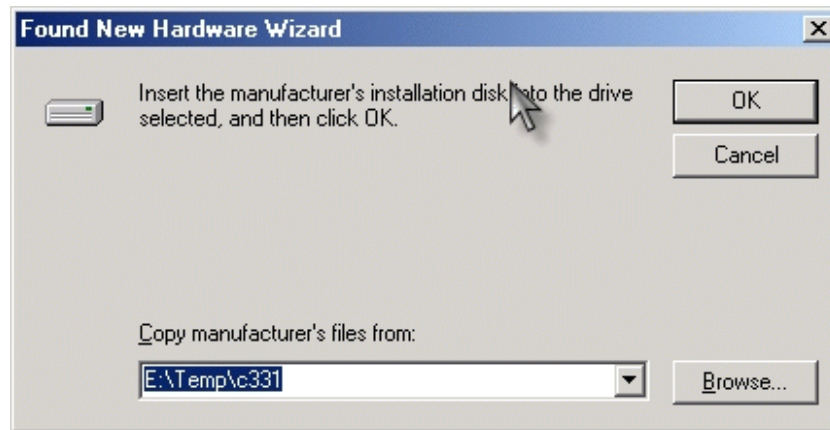 Found New Hardware Wizard
Insert the manufacturer's installation disk into the drive
selected, and then click OK.
OK
Cancel
Copy manufacturer's files from:
E:\Temp\c331
Browse...